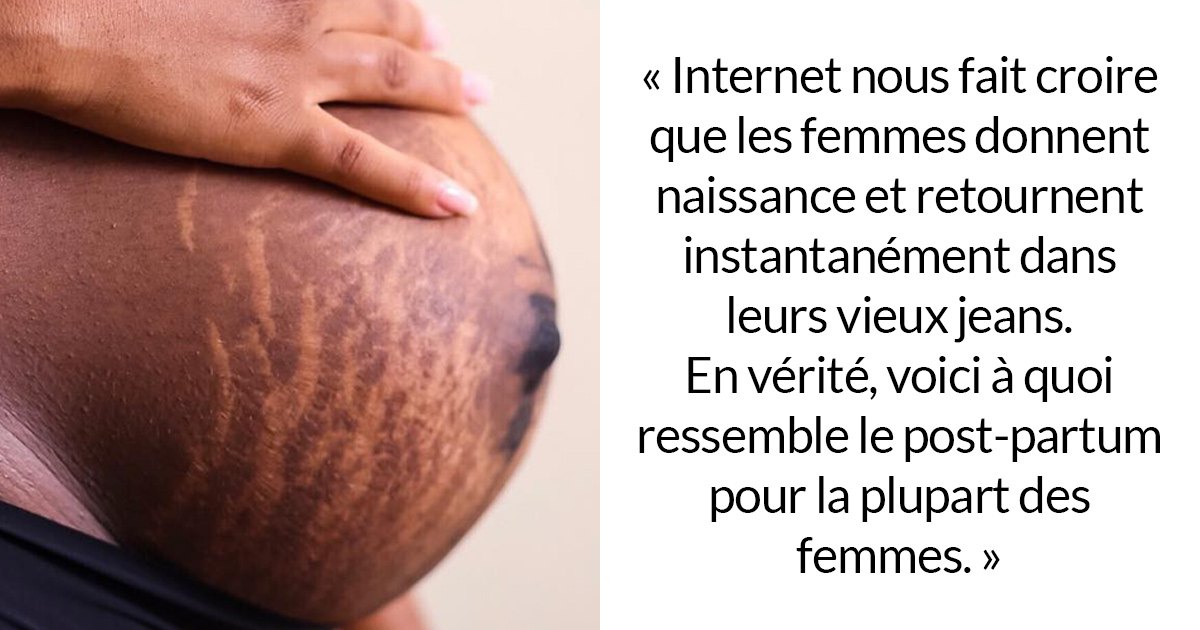 « Internet nous fait croire
que les femmes donnent
naissance et retournent
instantanément dans
leurs vieux jeans.
En vérité, voici à quoi
ressemble le post-partum
pour la plupart des
femmes. »